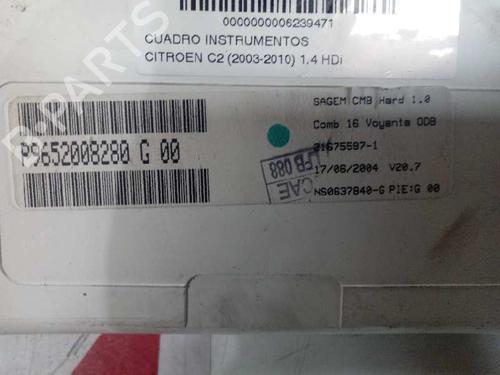 0000000006239471
CUADRO INSTRUMENTOS
CITROEN C2 (2003-2010) 1.4 HDi
B-PARTS
P9652008280 G 00
SAGEM CMB Hard 1.0
Comb 16 Voyants ODB
21675597-1
17/06/2004 V20.7
NS0637840-G PIE:G 00
CAE
LFB 088